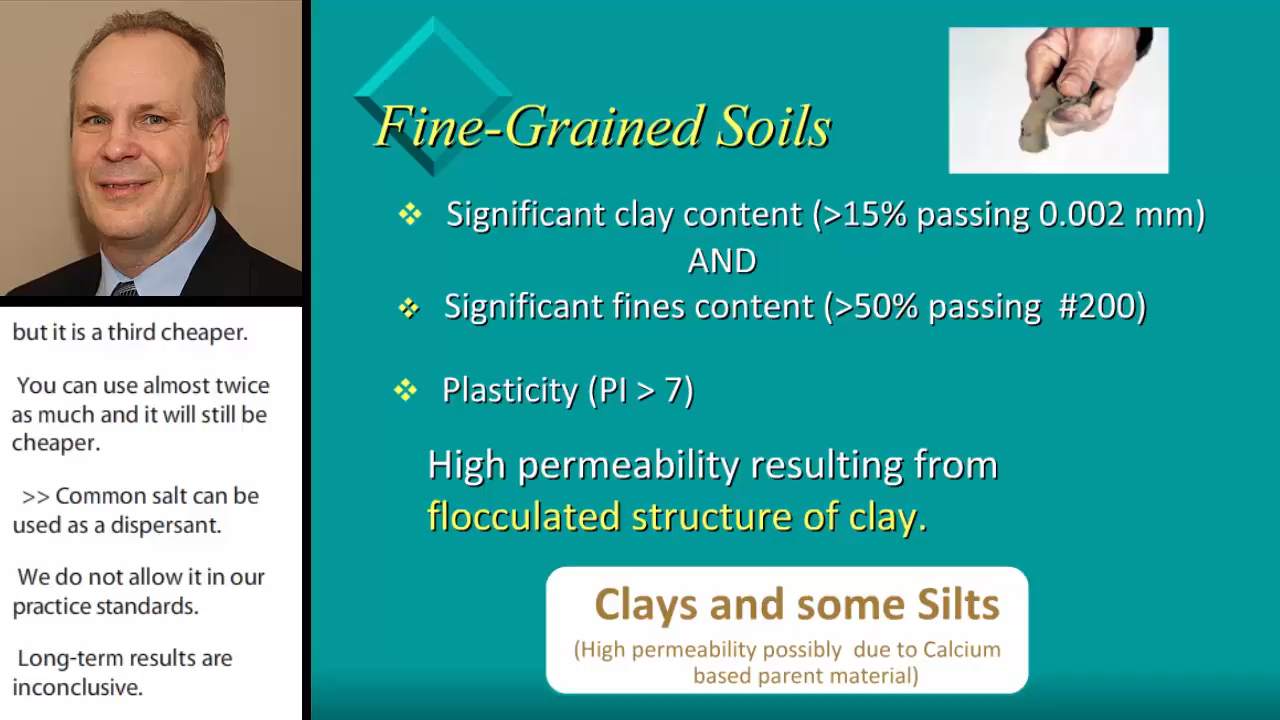 Fine-Grained Soils
❖ Significant clay content (>15% passing 0.002 mm)
AND
❖ Significant fines content (>50% passing #200)
❖ Plasticity (PI > 7)
High permeability resulting from
flocculated structure of clay.
Clays and some Silts
(High permeability possibly due to Calcium
based parent material)
but it is a third cheaper.
You can use almost twice
as much and it will still be
cheaper.
>> Common salt can be
used as a dispersant.
We do not allow it in our
practice standards.
Long-term results are
inconclusive.